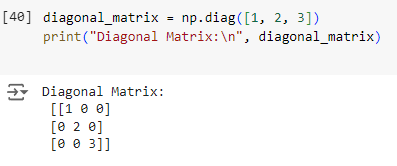 [40] diagonal_matrix = np.diag([1, 2, 3])
print("Diagonal Matrix:\n", diagonal_matrix)
Diagonal Matrix:
[[1 0 0]
[0 2 0]
[0 0 3]]